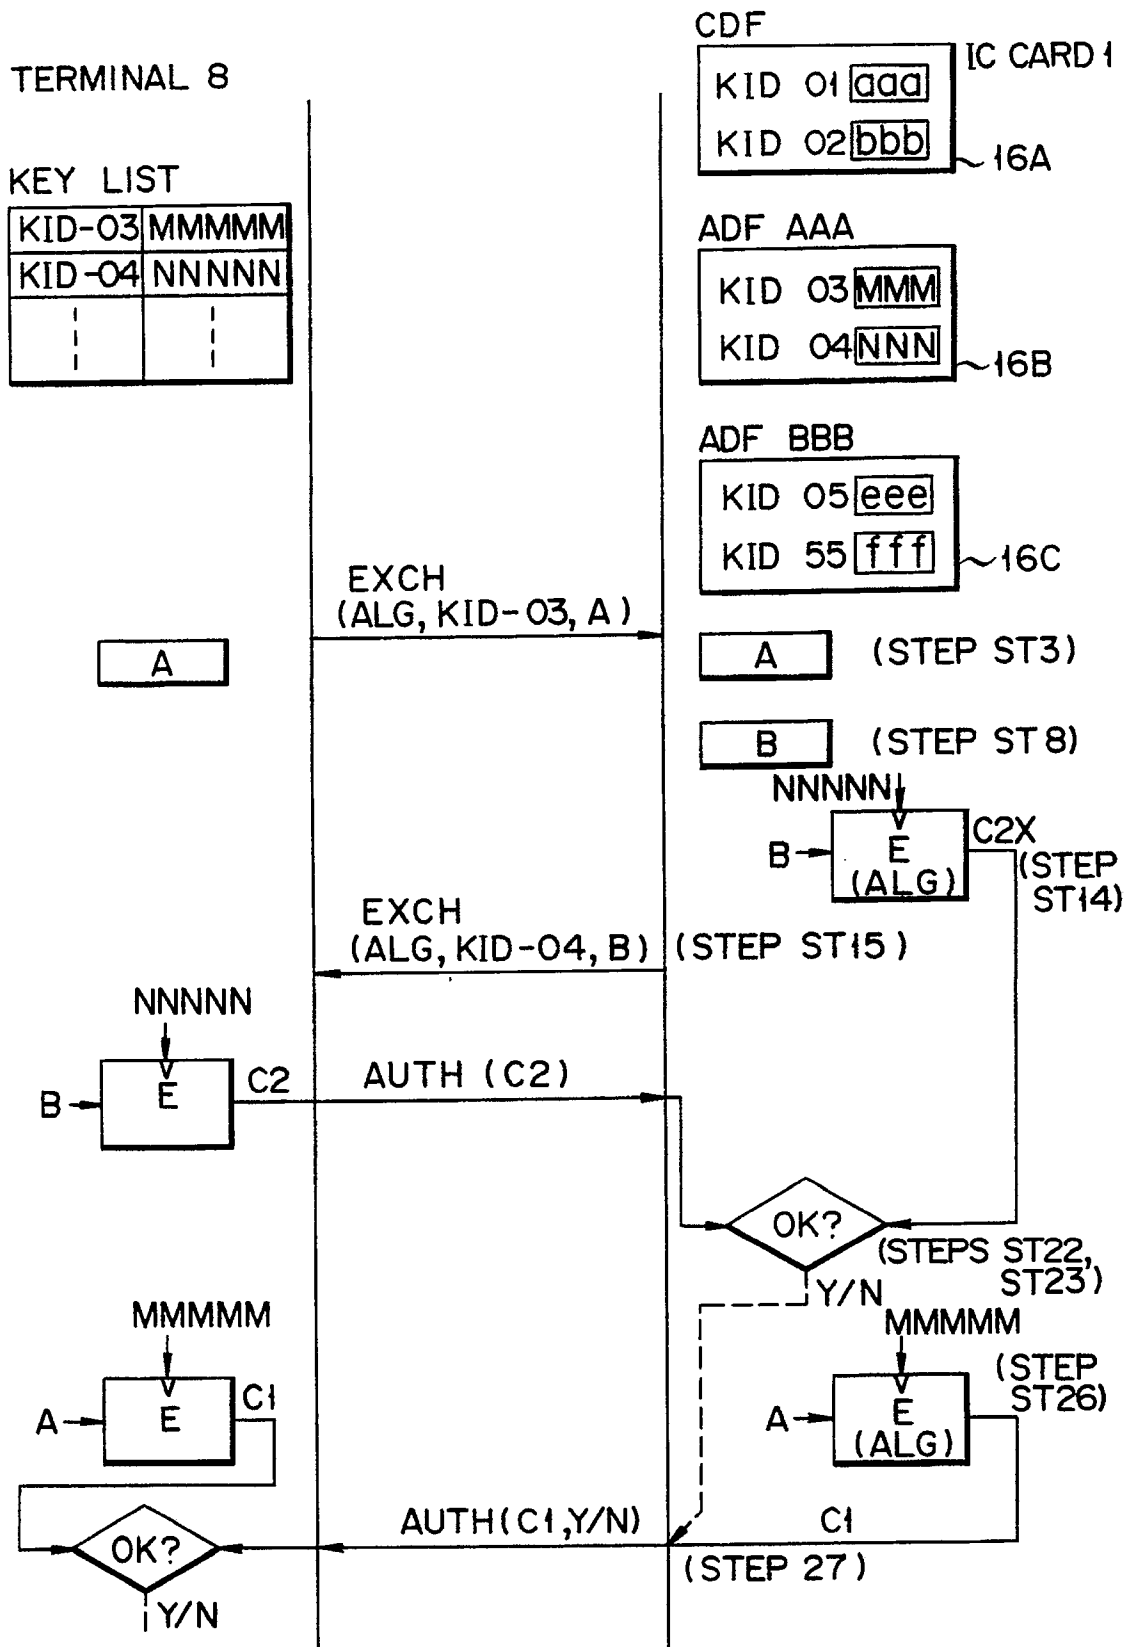 CDF
IC CARD 1
TERMINAL 8
KID 01 aaa
KID 02 bbb
16A
KEY LIST
KID-03 MMMMM
KID-04 NNNNN
ADF AAA
KID 03 MMM
KID 04 NNN
16B
ADF BBB
KID 05 eee
KID 55 fff
16C
EXCH
(ALG, KID-03, A)
A
A (STEP ST3)
B (STEP ST8)
NNNNN
B E
(ALG)
C2X
(STEP
ST14)
EXCH
(ALG, KID-04, B) (STEP ST15)
NNNNN
B E C2 AUTH (C2)
OK?
(STEPS ST22,
ST23)
Y/N
MMMMM
A E C1
MMMMM
(STEP
ST26)
A E
(ALG)
AUTH(C1,Y/N) C1
OK?
(STEP 27)
Y/N